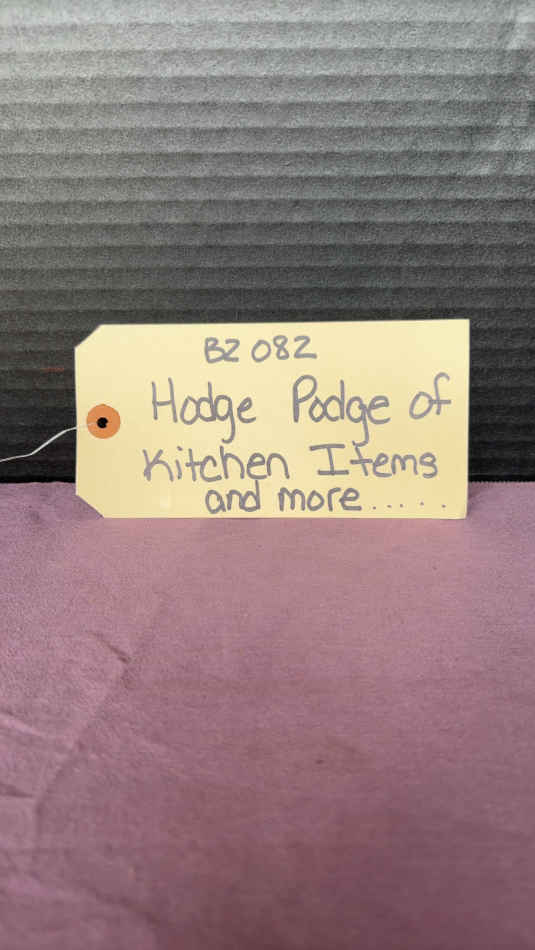 BZ 082
Hodge Podge of
Kitchen Items
and more.....